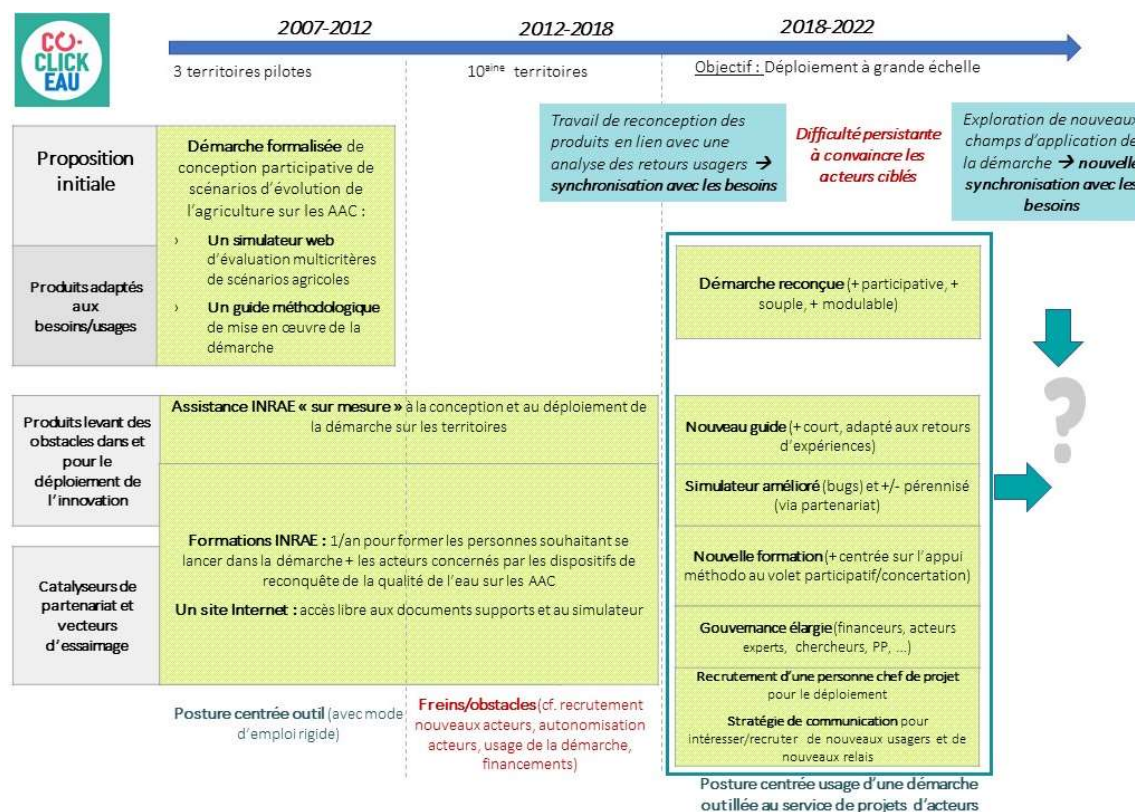 CO-
CLICK
EAU
2007-2012
2012-2018
2018-2022
3 territoires pilotes
10aine territoires
Objectif : Déploiement à grande échelle
Travail de reconception des
produits en lien avec une
analyse des retours usagers →
synchronisation avec les besoins
Difficulté persistante
à convaincre les
acteurs ciblés
Exploration de nouveaux
champs d'application de
la démarche → nouvelle
synchronisation avec les
besoins
Proposition
initiale
Démarche formalisée de
conception participative de
scénarios d'évolution de
l'agriculture sur les AAC :
› Un simulateur web
d'évaluation multicritères
de scénarios agricoles
› Un guide méthodologique
de mise en œuvre de la
démarche
Produits adaptés
aux
besoins/usages
Démarche reconçue (+ participative, +
souple, + modulable)
Produits levant des
obstacles dans et
pour le
déploiement de
l'innovation
Assistance INRAE « sur mesure » à la conception et au déploiement de
la démarche sur les territoires
Nouveau guide (+ court, adapté aux retours
d'expériences)
Simulateur amélioré (bugs) et +/- pérennisé
(via partenariat)
?
Catalyseurs de
partenariat et
vecteurs
d'essaimage
Formations INRAE : 1/an pour former les personnes souhaitant se
lancer dans la démarche + les acteurs concernés par les dispositifs de
reconquête de la qualité de l'eau sur les AAC
Un site Internet : accès libre aux documents supports et au simulateur
Nouvelle formation (+ centrée sur l'appui
méthodo au volet participatif/concertation)
Gouvernance élargie (financeurs, acteurs
experts, chercheurs, PP, ...)
Recrutement d'une personne chef de projet
pour le déploiement
Stratégie de communication pour
intéresser/recruter de nouveaux usagers et de
nouveaux relais
Posture centrée outil (avec mode
d'emploi rigide)
Freins/obstacles (cf. recrutement
nouveaux acteurs, autonomisation
acteurs, usage de la démarche,
financements)
Posture centrée usage d'une démarche
outillée au service de projets d'acteurs